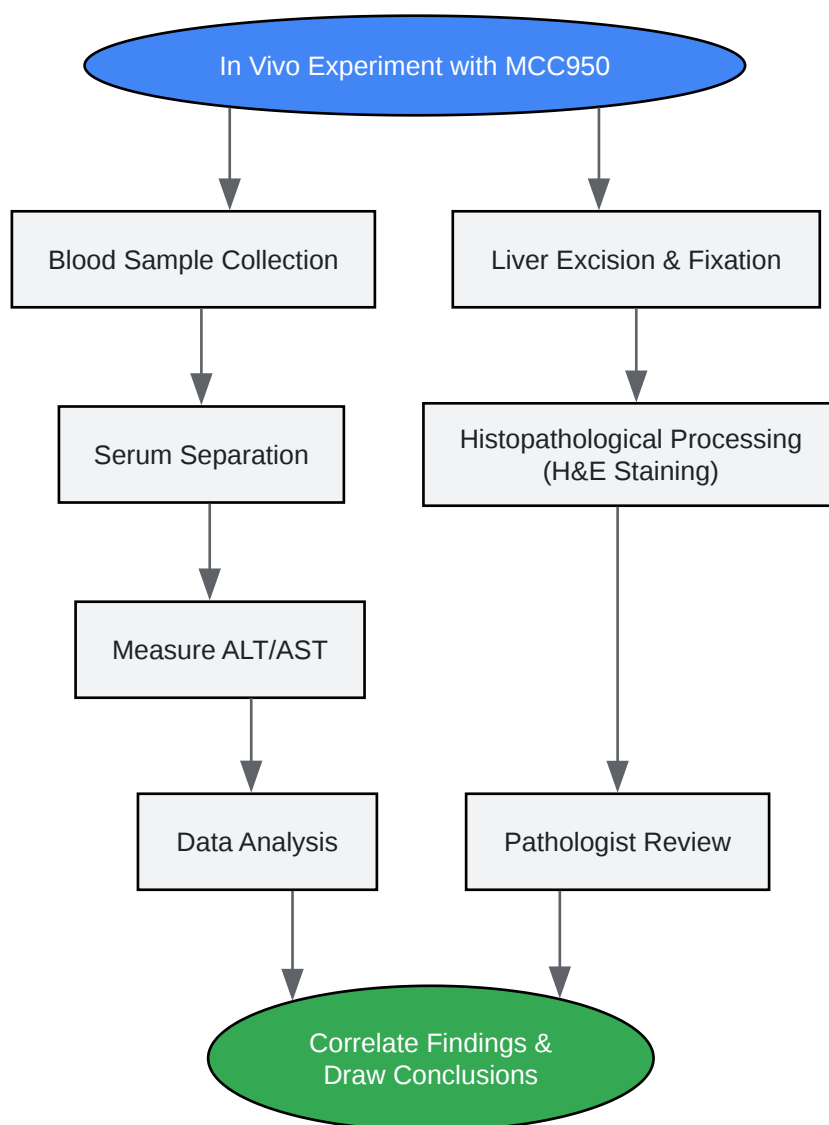 In Vivo Experiment with MCC950
Blood Sample Collection
Liver Excision & Fixation
Serum Separation
Histopathological Processing
(H&E Staining)
Measure ALT/AST
Data Analysis
Pathologist Review
Correlate Findings &
Draw Conclusions